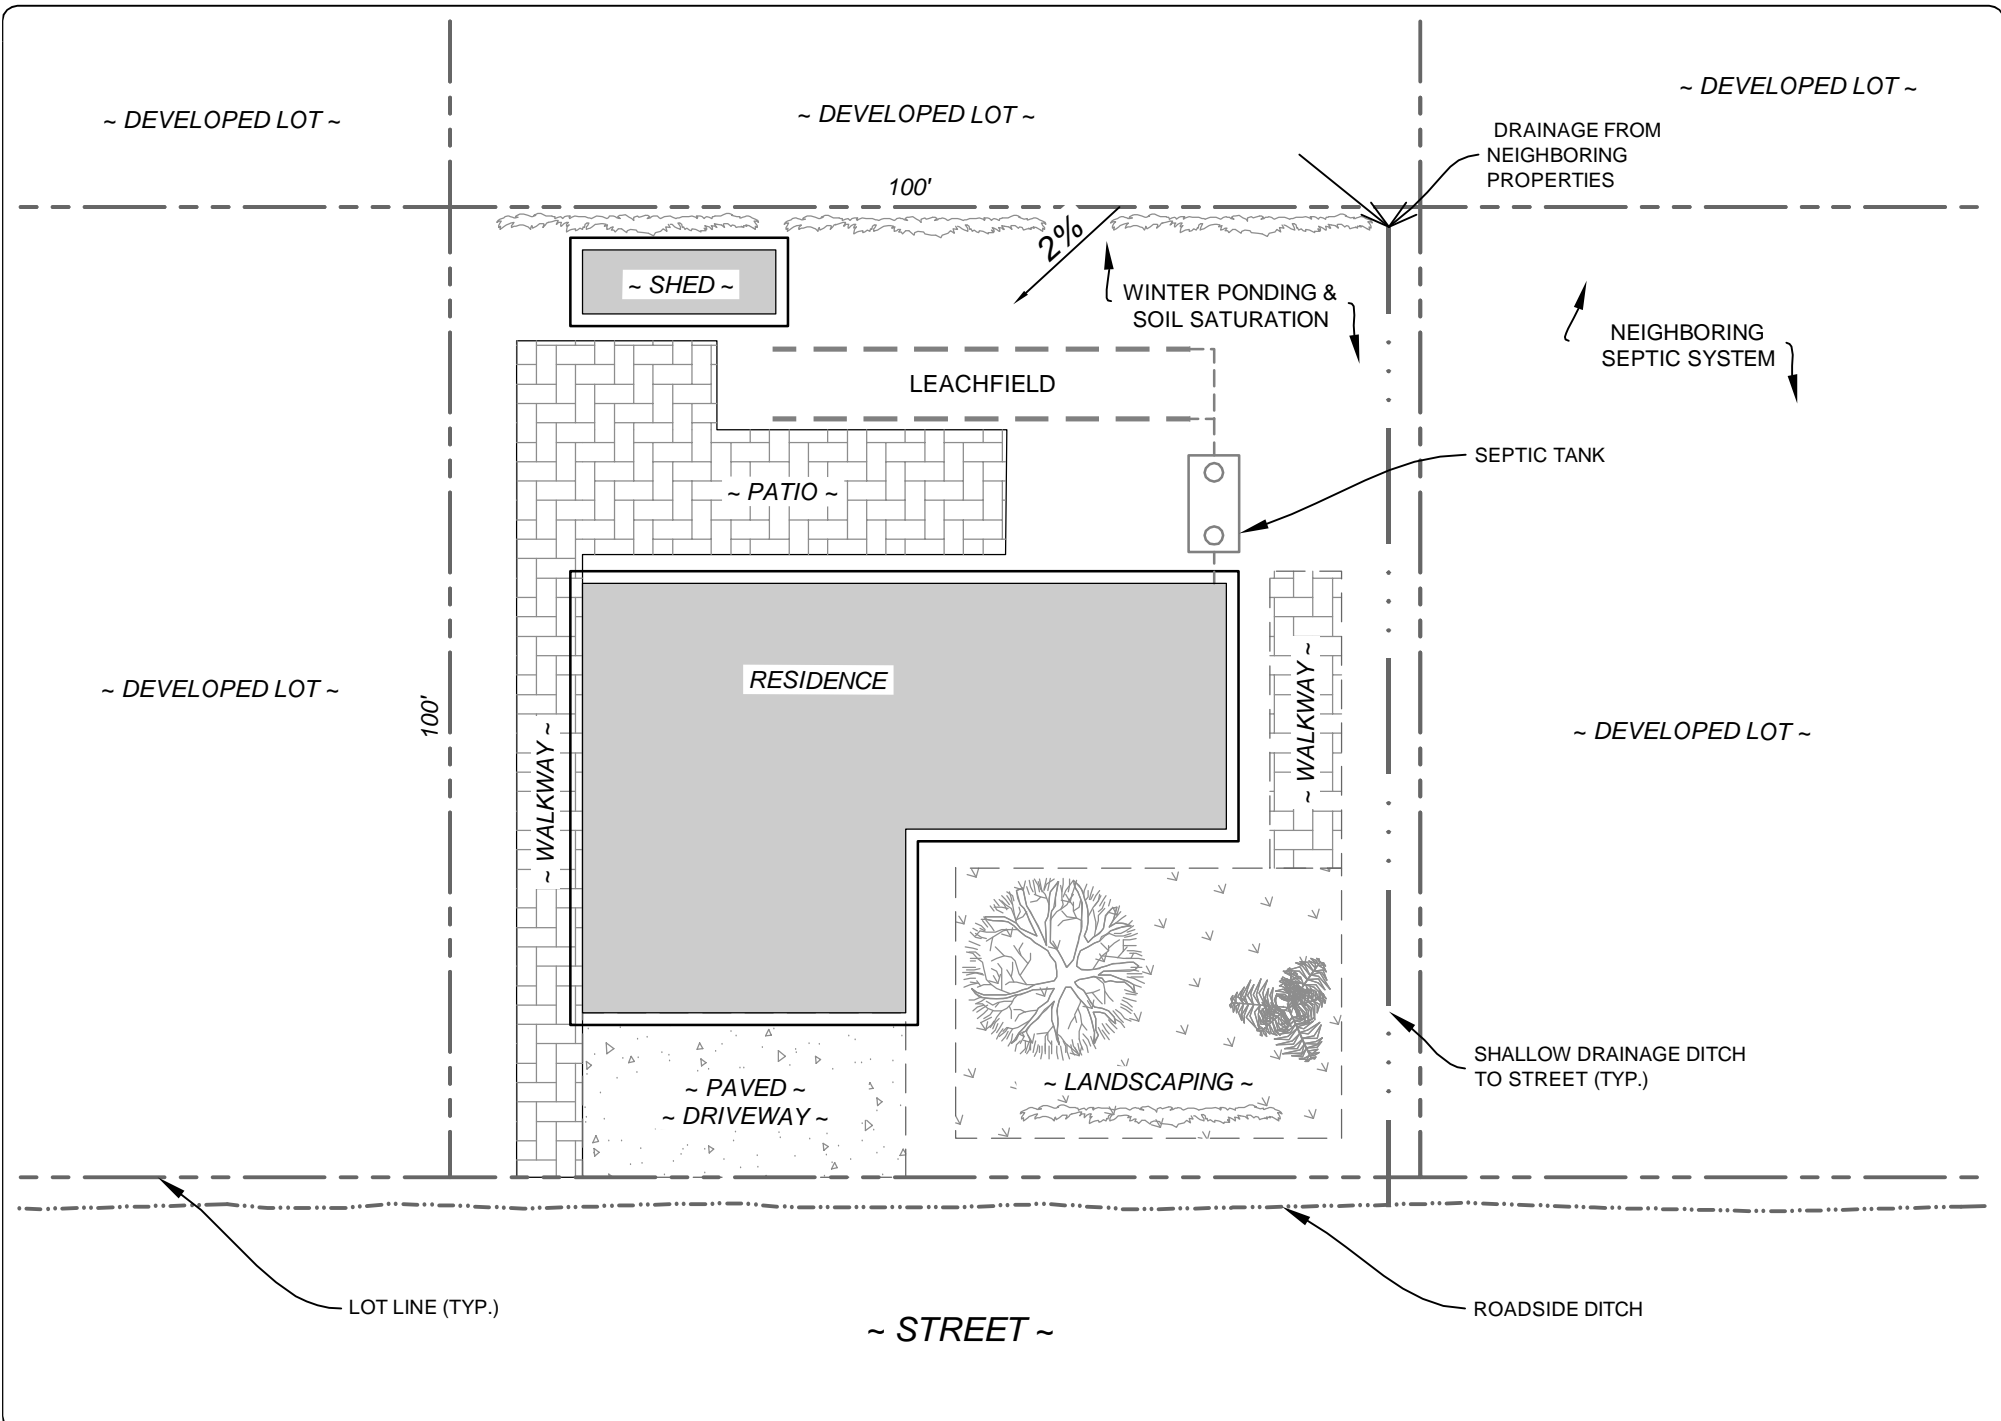 ~ DEVELOPED LOT ~
~ DEVELOPED LOT ~
~ DEVELOPED LOT ~
DRAINAGE FROM
NEIGHBORING
PROPERTIES
100'
2%
~ SHED ~
WINTER PONDING &
SOIL SATURATION
NEIGHBORING
SEPTIC SYSTEM
LEACHFIELD
SEPTIC TANK
~ PATIO ~
RESIDENCE
~ DEVELOPED LOT ~
100'
~ WALKWAY ~
~ WALKWAY ~
~ DEVELOPED LOT ~
~ LANDSCAPING ~
~ PAVED ~
~ DRIVEWAY ~
SHALLOW DRAINAGE DITCH
TO STREET (TYP.)
LOT LINE (TYP.)
~ STREET ~
ROADSIDE DITCH